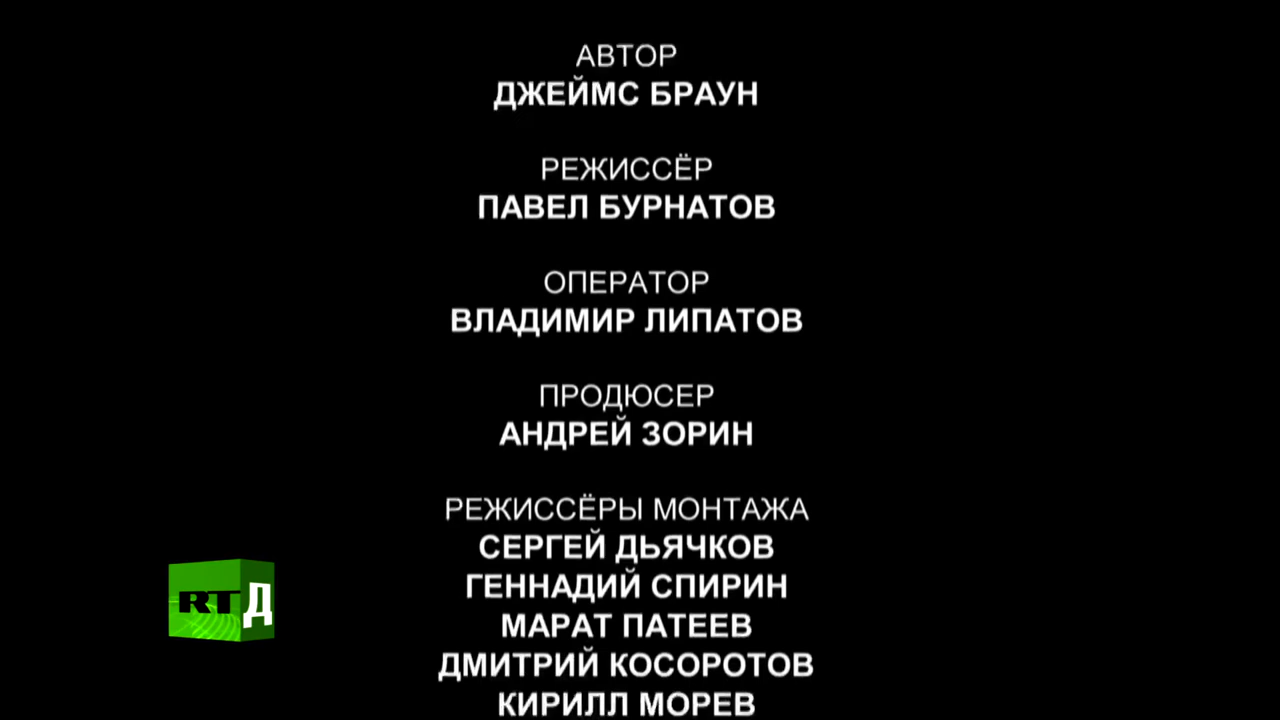 АВТОР
ДЖЕЙМС БРАУН
РЕЖИССЁР
ПАВЕЛ БУРНАТОВ
ОПЕРАТОР
ВЛАДИМИР ЛИПАТОВ
ПРОДЮСЕР
АНДРЕЙ ЗОРИН
РЕЖИССЁРЫ МОНТАЖА
СЕРГЕЙ ДЬЯЧКОВ
ГЕННАДИЙ СПИРИН
МАРАТ ПАТЕЕВ
ДМИТРИЙ КОСОРОТОВ
КИРИЛЛ МОРЕВ
RTД